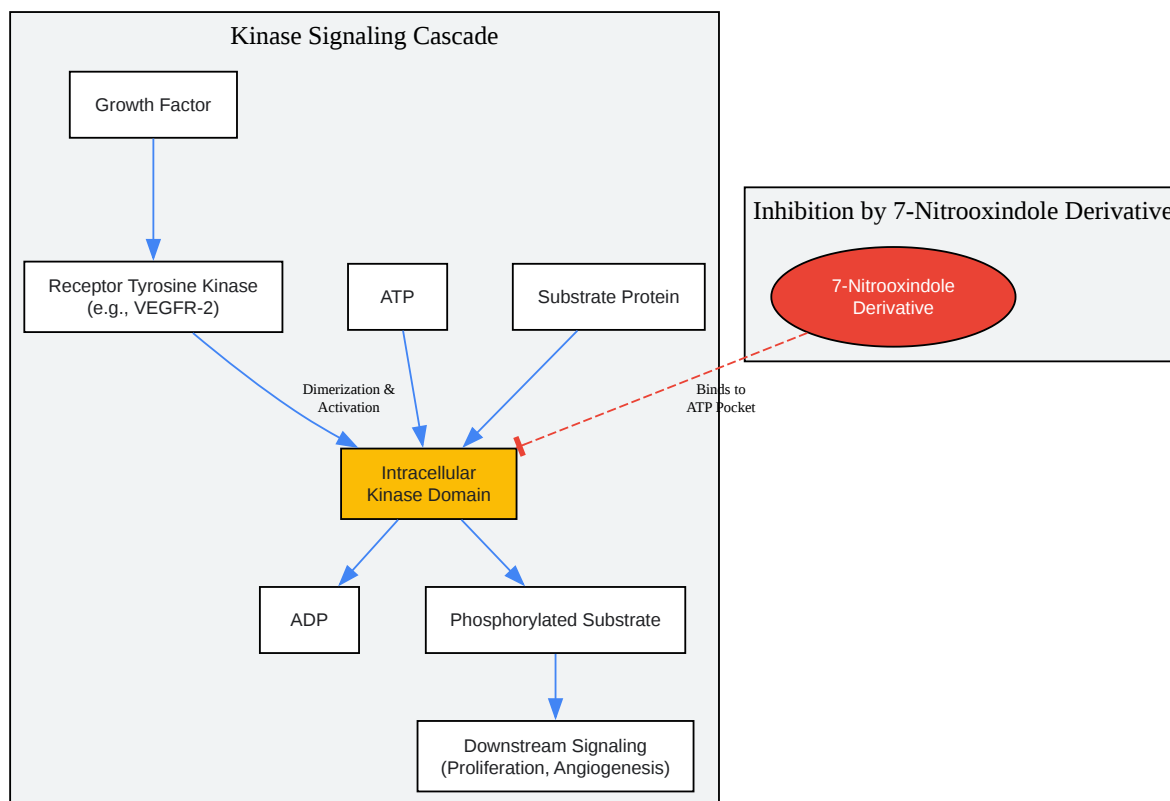 Kinase Signaling Cascade
Growth Factor
Inhibition by 7-Nitrooxindole Derivative
Receptor Tyrosine Kinase
(e.g., VEGFR-2)
ATP
Substrate Protein
7-Nitrooxindole
Derivative
Dimerization &
Activation
Binds to
ATP Pocket
Intracellular
Kinase Domain
ADP
Phosphorylated Substrate
Downstream Signaling
(Proliferation, Angiogenesis)